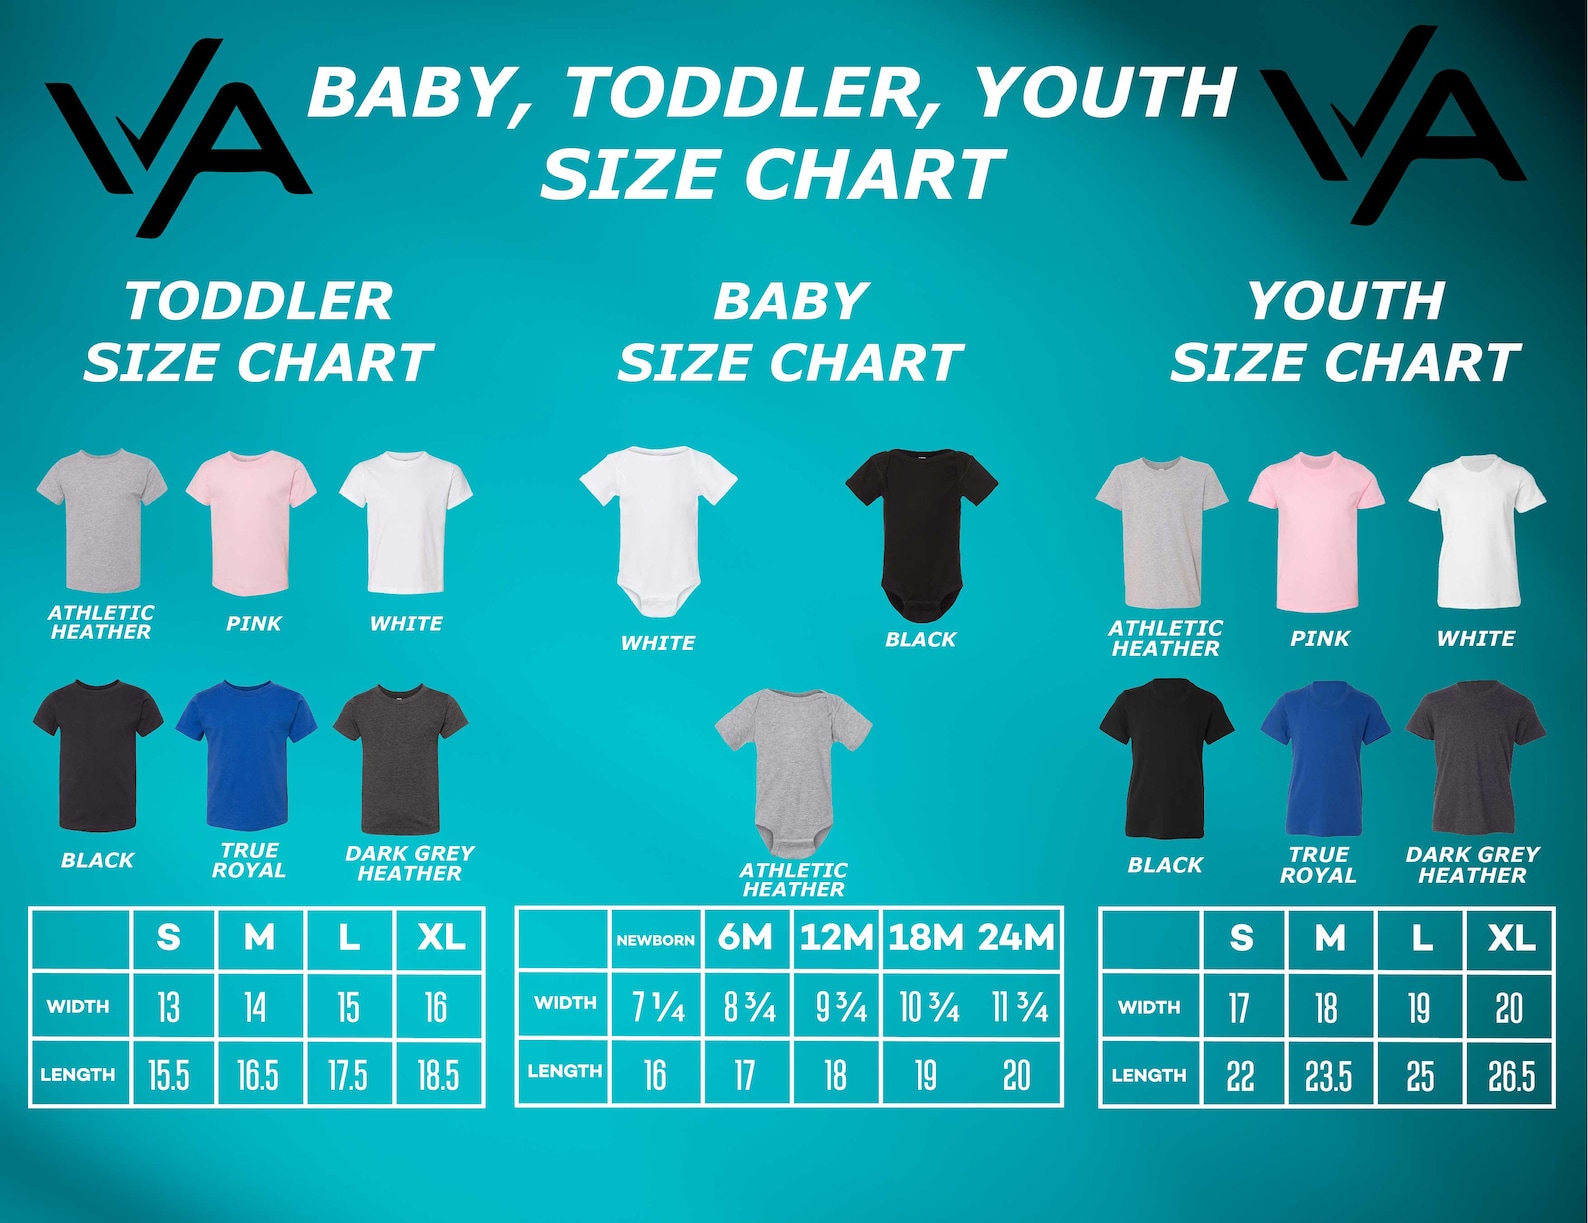 VA
BABY, TODDLER, YOUTH
SIZE CHART
VA
TODDLER
SIZE CHART
ATHLETIC
HEATHER
PINK
WHITE
BLACK
TRUE
ROYAL
DARK GREY
HEATHER
S M L XL
WIDTH 13 14 15 16
LENGTH 15.5 16.5 17.5 18.5
BABY
SIZE CHART
WHITE
BLACK
ATHLETIC
HEATHER
NEWBORN 6M 12M 18M 24M
WIDTH 7 ¼ 8 ¾ 9 ¾ 10 ¾ 11 ¾
LENGTH 16 17 18 19 20
YOUTH
SIZE CHART
ATHLETIC
HEATHER
PINK
WHITE
BLACK
TRUE
ROYAL
DARK GREY
HEATHER
S M L XL
WIDTH 17 18 19 20
LENGTH 22 23.5 25 26.5